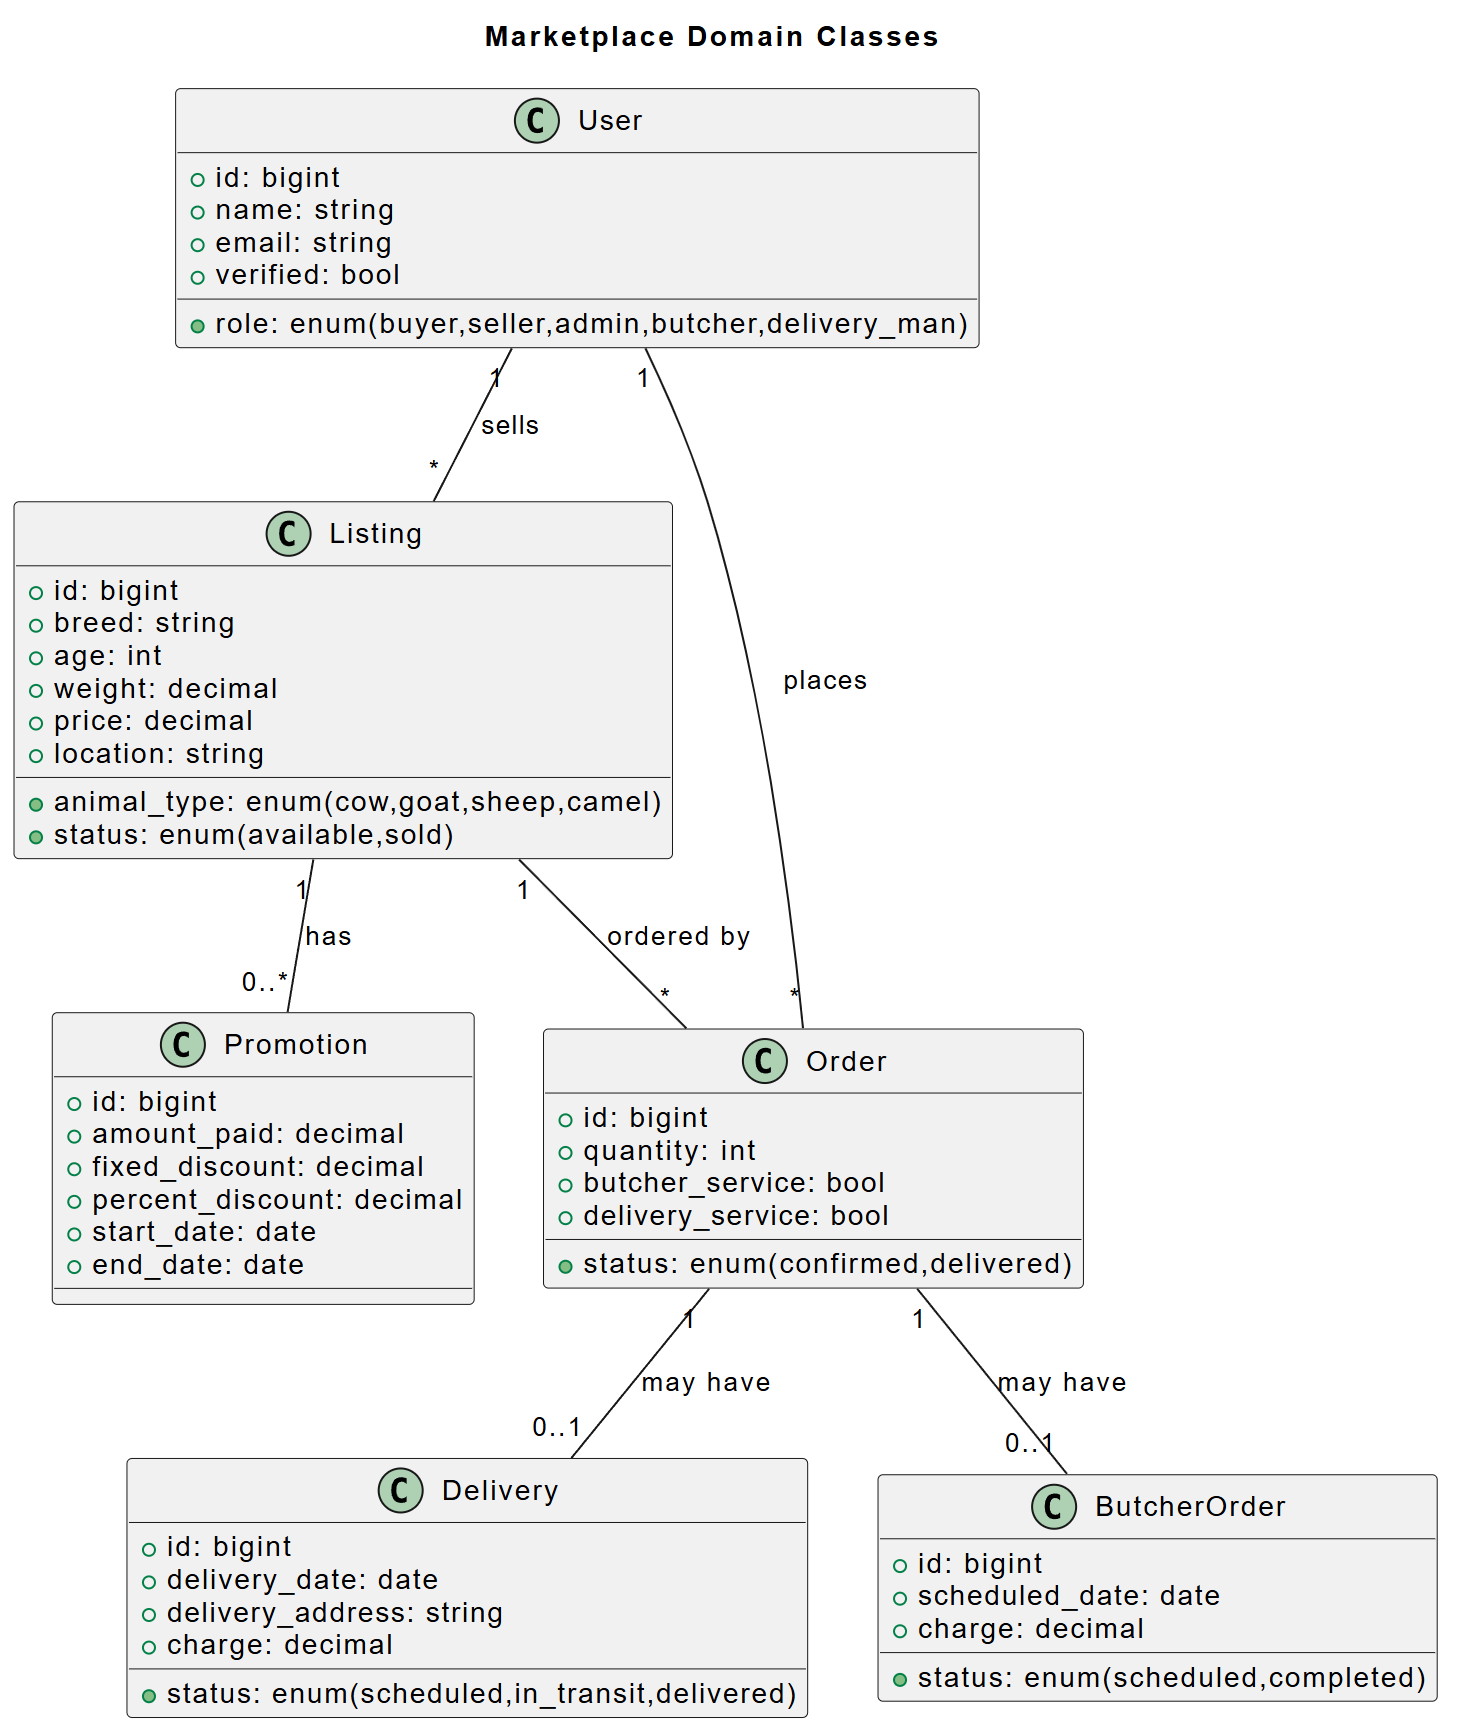 Marketplace Domain Classes
C User
id: bigint
name: string
email: string
verified: bool
role: enum(buyer,seller,admin,butcher,delivery_man)
1
1
sells
*
C Listing
id: bigint
breed: string
age: int
weight: decimal
price: decimal
location: string
animal_type: enum(cow,goat,sheep,camel)
status: enum(available,sold)
places
1
1
has
ordered by
0..*
*
*
C Promotion
id: bigint
amount_paid: decimal
fixed_discount: decimal
percent_discount: decimal
start_date: date
end_date: date
C Order
id: bigint
quantity: int
butcher_service: bool
delivery_service: bool
status: enum(confirmed,delivered)
1
1
may have
may have
0..1
0..1
C Delivery
id: bigint
delivery_date: date
delivery_address: string
charge: decimal
status: enum(scheduled,in_transit,delivered)
C ButcherOrder
id: bigint
scheduled_date: date
charge: decimal
status: enum(scheduled,completed)